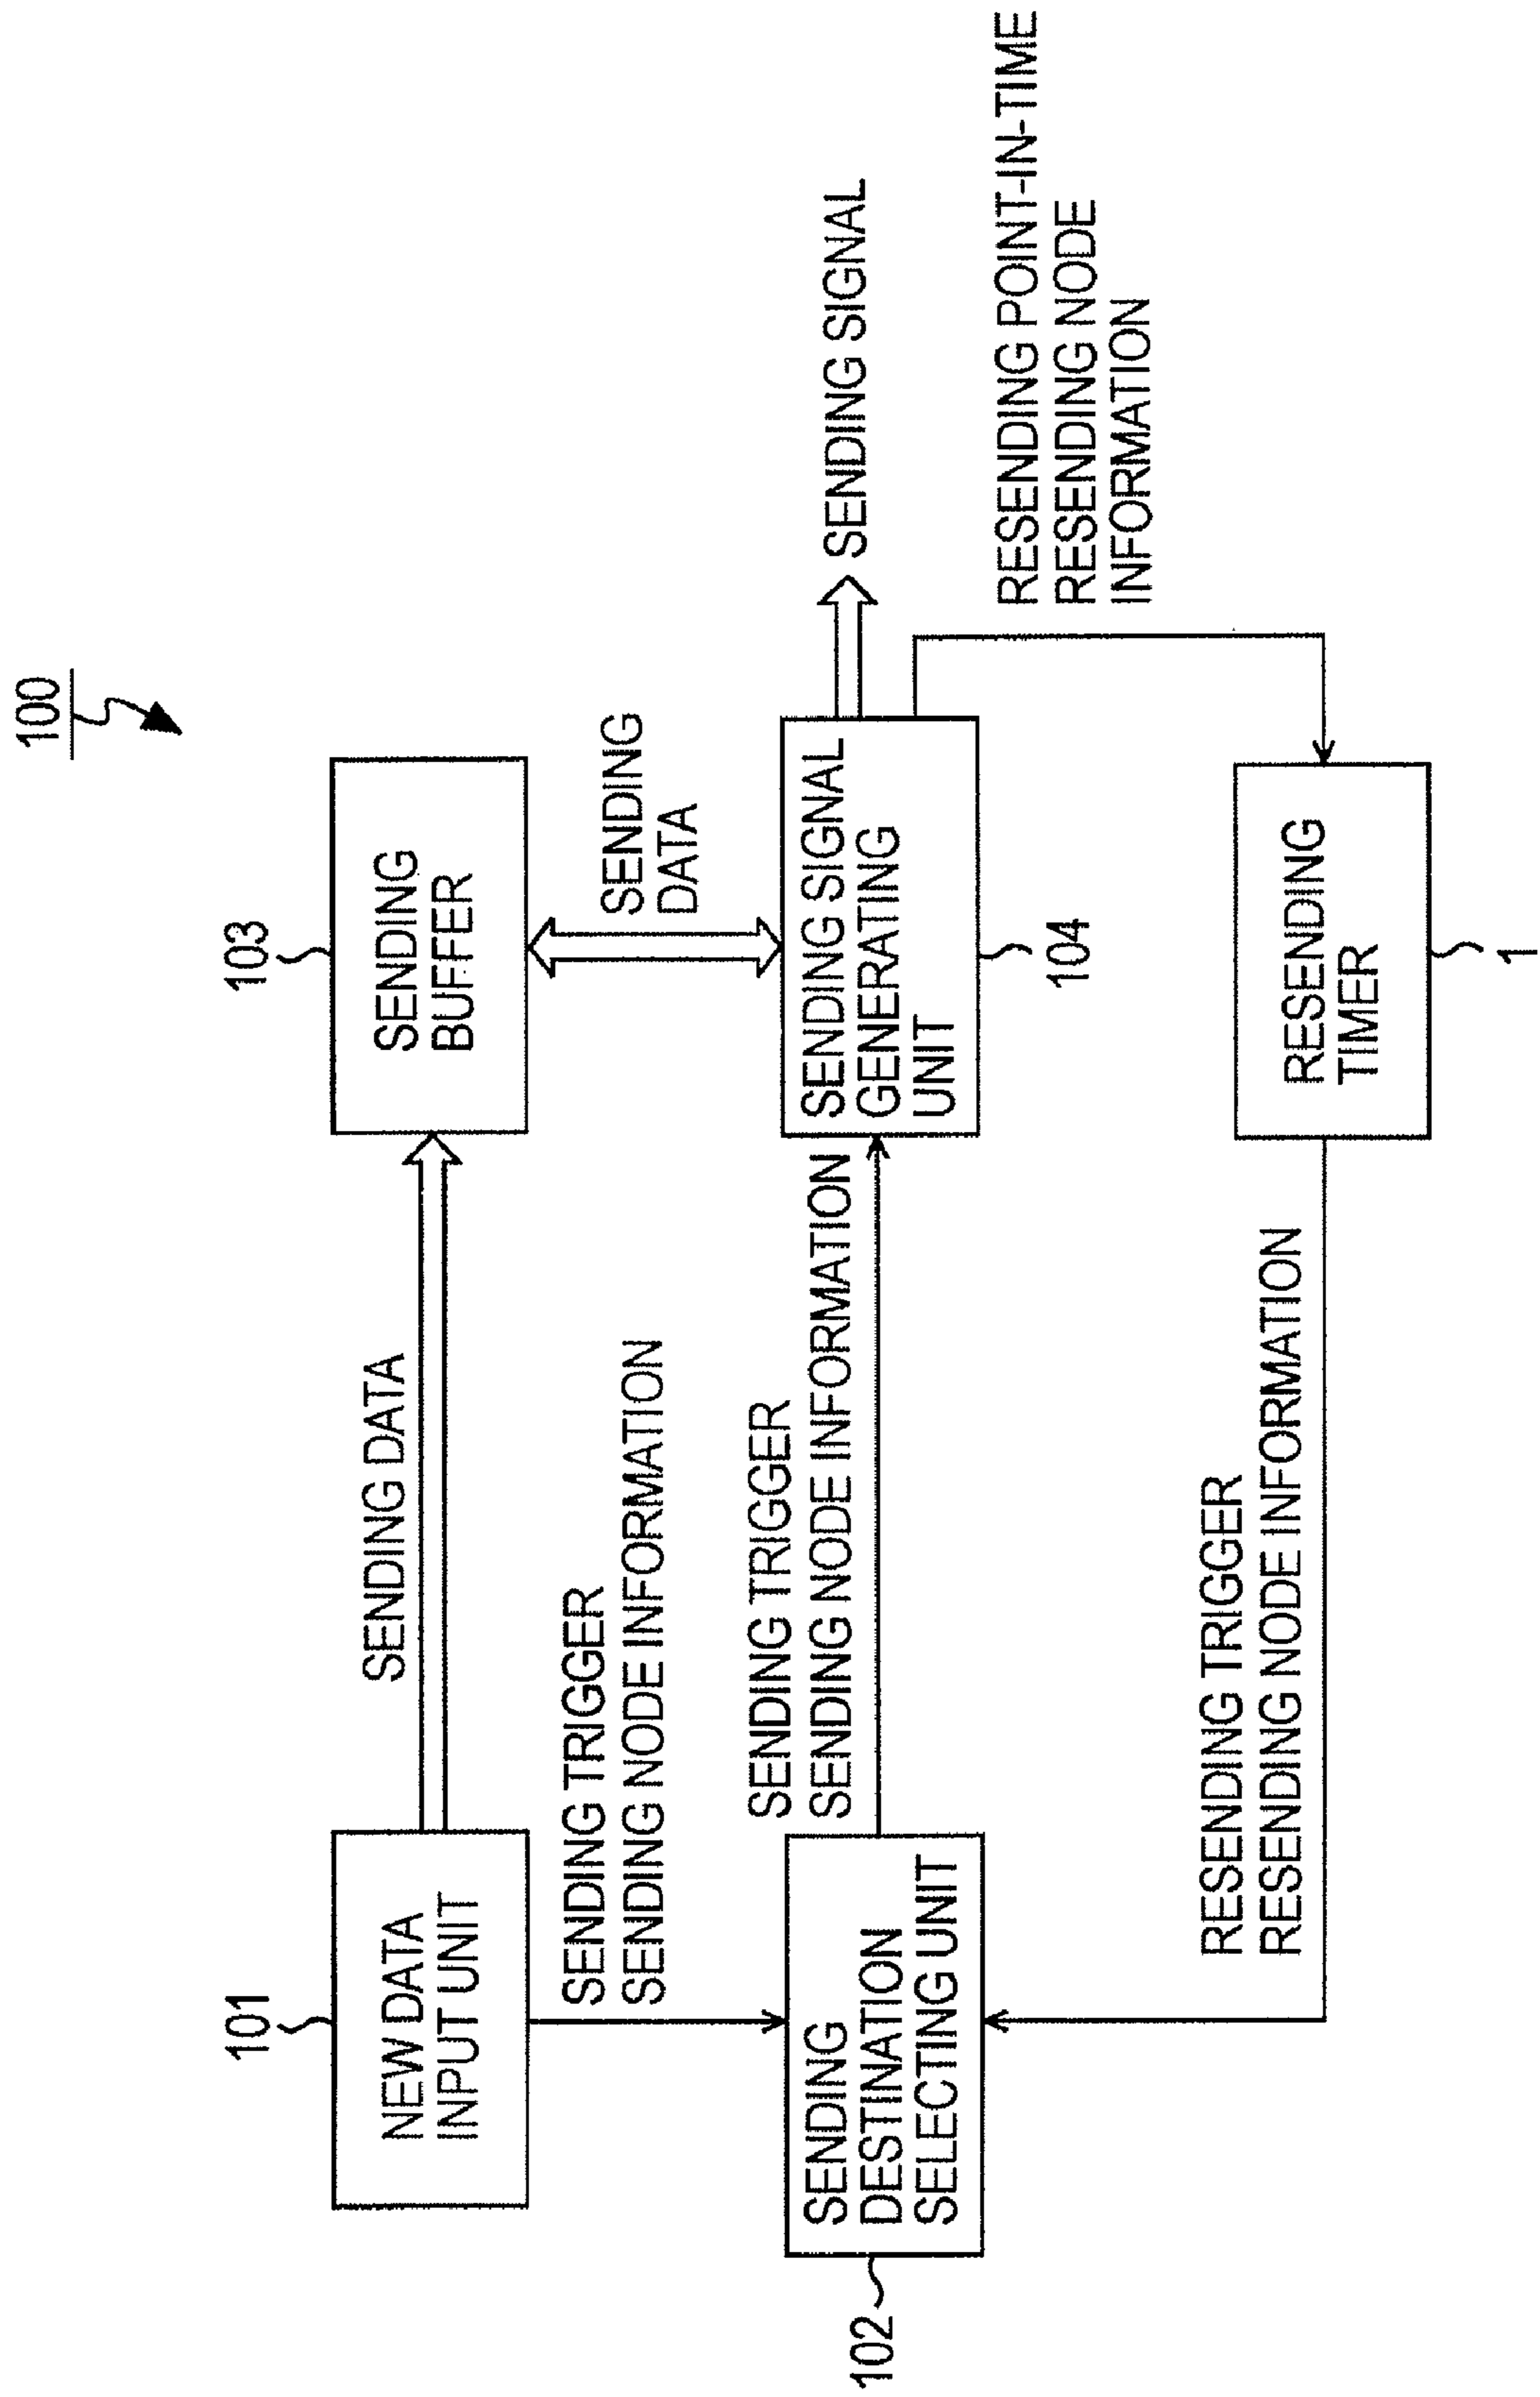 100
101
NEW DATA
INPUT UNIT
SENDING DATA
103
SENDING
BUFFER
SENDING TRIGGER
SENDING NODE INFORMATION
SENDING
DATA
102
SENDING
DESTINATION
SELECTING UNIT
SENDING TRIGGER
SENDING NODE INFORMATION
SENDING SIGNAL
GENERATING
UNIT
104
SENDING SIGNAL
RESENDING POINT-IN-TIME
RESENDING NODE
INFORMATION
RESENDING TRIGGER
RESENDING NODE INFORMATION
RESENDING
TIMER
1